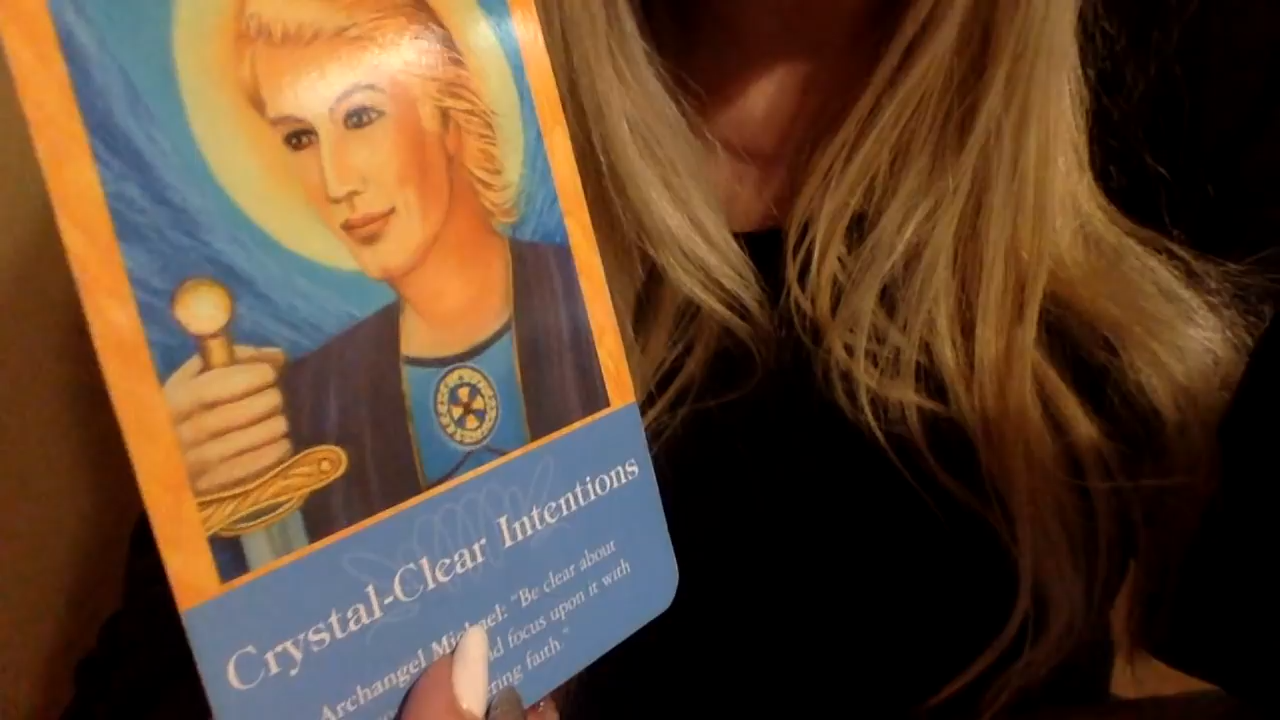 Crystal-Clear Intentions
Archangel Michael: "Be clear about
and focus upon it with
faith."